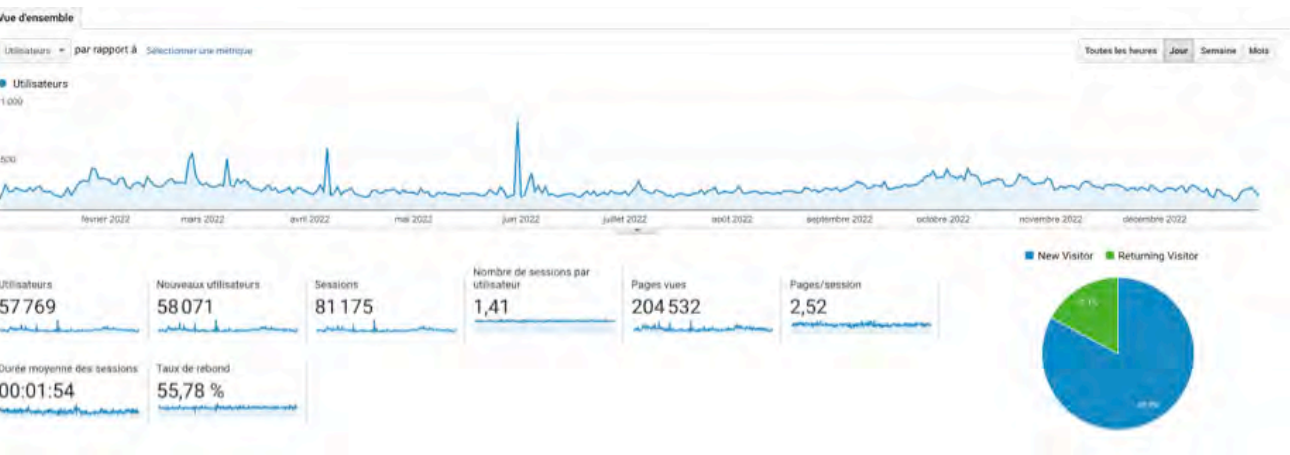 Vue d'ensemble
Utilisateurs par rapport à Sélectionner une métrique
Toutes les heures Jour Semaine Mois
Utilisateurs
1 000
500
février 2022 mars 2022 avril 2022 mai 2022 juin 2022 juillet 2022 août 2022 septembre 2022 octobre 2022 novembre 2022 décembre 2022
New Visitor Returning Visitor
Utilisateurs
57 769
Nouveaux utilisateurs
58 071
Sessions
81 175
Nombre de sessions par
utilisateur
1,41
Pages vues
204 532
Pages/session
2,52
Durée moyenne des sessions
00:01:54
Taux de rebond
55,78 %